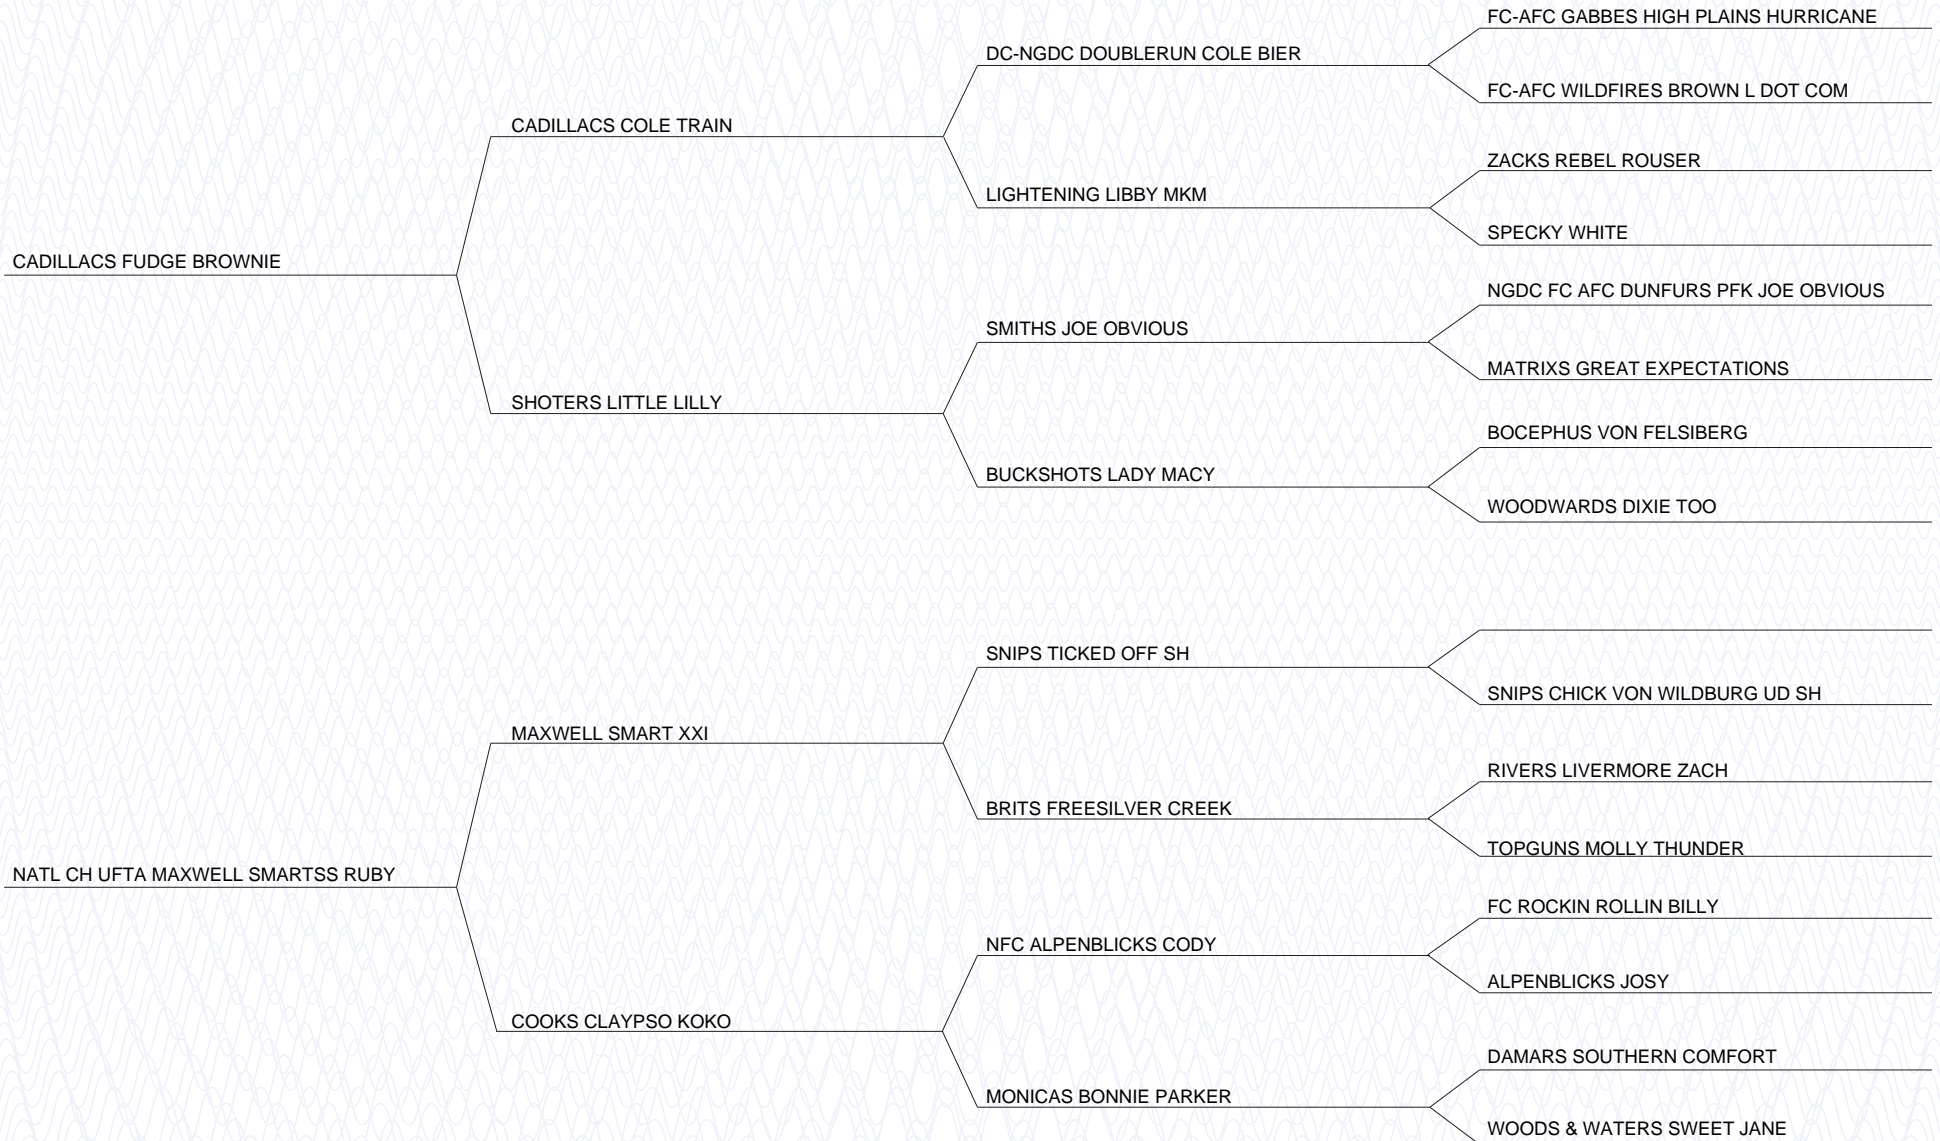 FC-AFC GABBES HIGH PLAINS HURRICANE
DC-NGDC DOUBLERUN COLE BIER
FC-AFC WILDFIRES BROWN L DOT COM
CADILLACS COLE TRAIN
ZACKS REBEL ROUSER
LIGHTENING LIBBY MKM
SPECKY WHITE
CADILLACS FUDGE BROWNIE
NGDC FC AFC DUNFURS PFK JOE OBVIOUS
SMITHS JOE OBVIOUS
MATRIXS GREAT EXPECTATIONS
SHOTERS LITTLE LILLY
BOCEPHUS VON FELSIBERG
BUCKSHOTS LADY MACY
WOODWARDS DIXIE TOO
SNIPS TICKED OFF SH
SNIPS CHICK VON WILDBURG UD SH
MAXWELL SMART XXI
RIVERS LIVERMORE ZACH
BRITS FREESILVER CREEK
TOPGUNS MOLLY THUNDER
NATL CH UFTA MAXWELL SMARTSS RUBY
FC ROCKIN ROLLIN BILLY
NFC ALPENBLICKS CODY
ALPENBLICKS JOSY
COOKS CLAYPSO KOKO
DAMARS SOUTHERN COMFORT
MONICAS BONNIE PARKER
WOODS & WATERS SWEET JANE